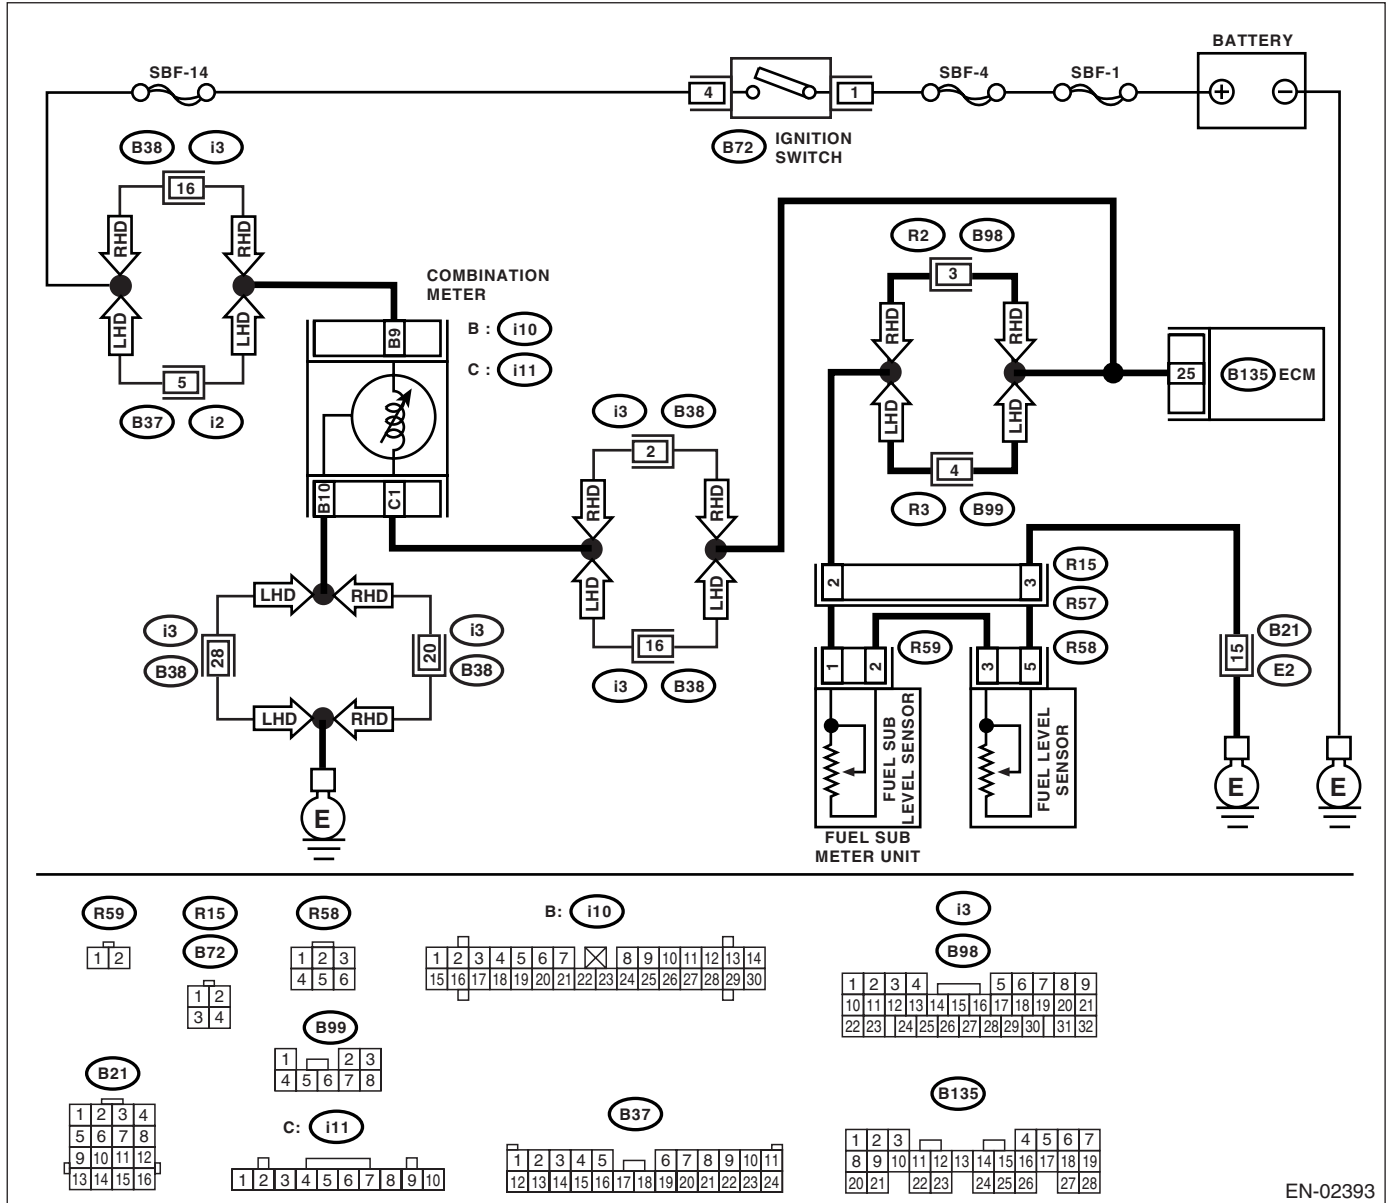 BATTERY
SBF-14
SBF-4
SBF-1
4
1
B72
IGNITION
SWITCH
B38
i3
16
RHD
RHD
LHD
LHD
5
B37
i2
COMBINATION
METER
B :
i10
C :
i11
B9
B10
C1
R2
B98
3
RHD
RHD
LHD
LHD
4
R3
B99
25
B135
ECM
i3
B38
2
RHD
RHD
LHD
LHD
16
i3
B38
LHD
RHD
i3
B38
28
20
i3
B38
LHD
RHD
E
2
3
R15
R57
1
2
R59
3
5
R58
FUEL SUB
LEVEL SENSOR
FUEL LEVEL
SENSOR
FUEL SUB
METER UNIT
15
B21
E2
E
E
R59
1 2
R15
B72
1 2
3 4
R58
1 2 3
4 5 6
B99
1 2 3
4 5 6 7 8
B21
1 2 3 4
5 6 7 8
9 10 11 12
13 14 15 16
B:
i10
1 2 3 4 5 6 7 8 9 10 11 12 13 14
15 16 17 18 19 20 21 22 23 24 25 26 27 28 29 30
C:
i11
1 2 3 4 5 6 7 8 9 10
B37
1 2 3 4 5 6 7 8 9 10 11
12 13 14 15 16 17 18 19 20 21 22 23 24
i3
B98
1 2 3 4 5 6 7 8 9
10 11 12 13 14 15 16 17 18 19 20 21
22 23 24 25 26 27 28 29 30 31 32
B135
1 2 3 4 5 6 7
8 9 10 11 12 13 14 15 16 17 18 19
20 21 22 23 24 25 26 27 28
EN-02393